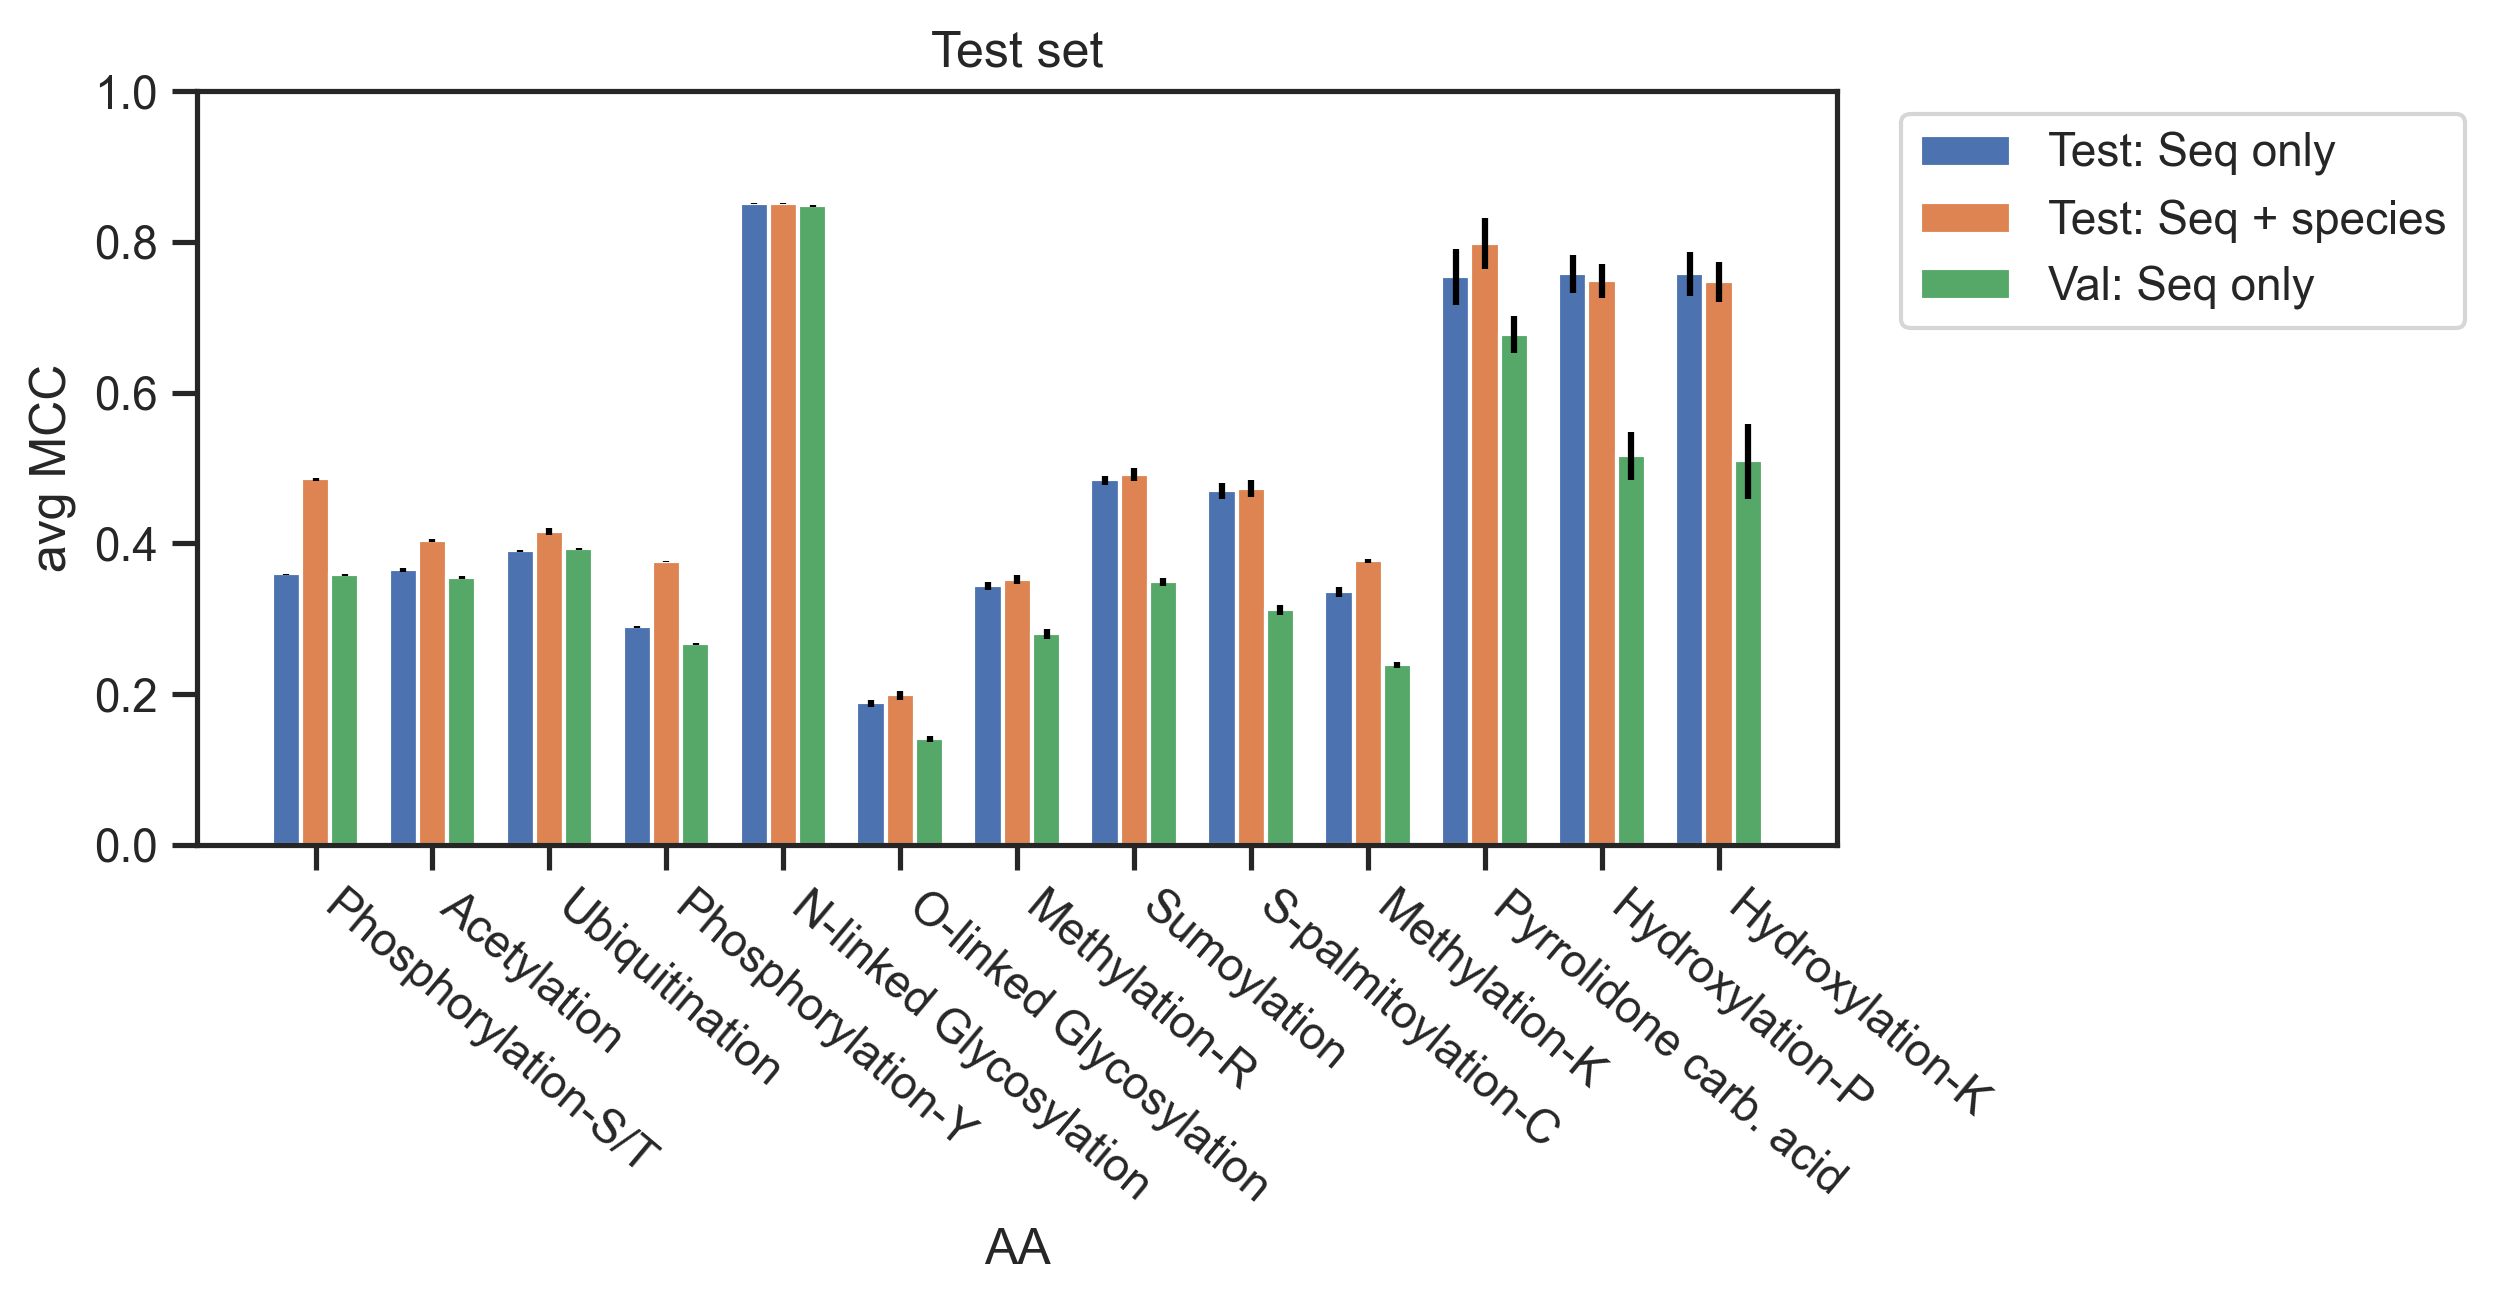 Test set
1.0
0.8
0.6
0.4
0.2
0.0
avg MCC
Phosphorylation-S/T
Acetylation
Ubiquitination
Phosphorylation-Y
N-linked Glycosylation
O-linked Glycosylation
Methylation-R
Sumoylation
S-palmitoylation-C
Methylation-K
Pyrrolidone carb. acid
Hydroxylation-P
Hydroxylation-K
AA
Test: Seq only
Test: Seq + species
Val: Seq only